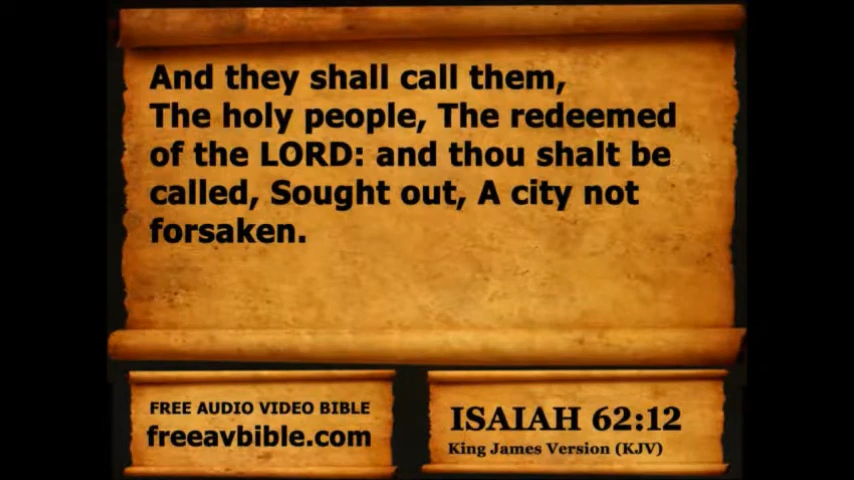 And they shall call them,
The holy people, The redeemed
of the LORD: and thou shalt be
called, Sought out, A city not
forsaken.
FREE AUDIO VIDEO BIBLE
freeavbible.com
ISAIAH 62:12
King James Version (KJV)